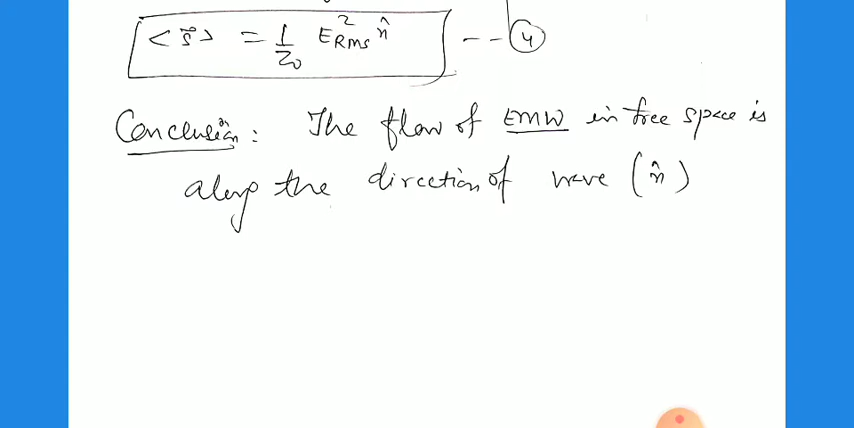 <S⃗> = 1/Z₀ E²Rms n̂ -- (4)
Conclusion: The flow of EMW in free space is
along the direction of wave (n̂)